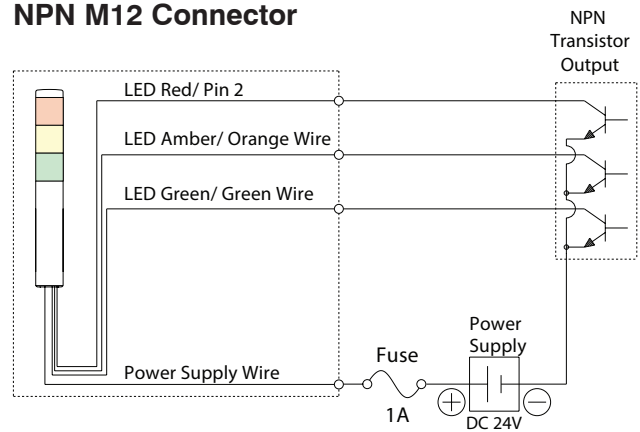 NPN M12 Connector
NPN
Transistor
Output
LED Red/ Pin 2
LED Amber/ Orange Wire
LED Green/ Green Wire
Power Supply Wire
Fuse
1A
Power
Supply
+
−
DC 24V